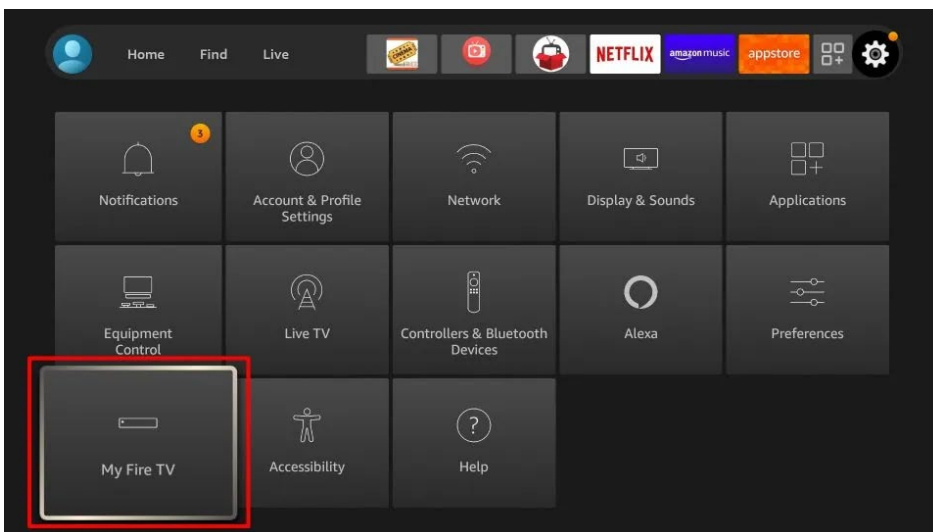 Home Find Live CINEMA NETFLIX amazon music appstore
3
Notifications
Account & Profile
Settings
Network
Display & Sounds
Applications
Equipment
Control
Live TV
Controllers & Bluetooth
Devices
Alexa
Preferences
My Fire TV
Accessibility
?
Help